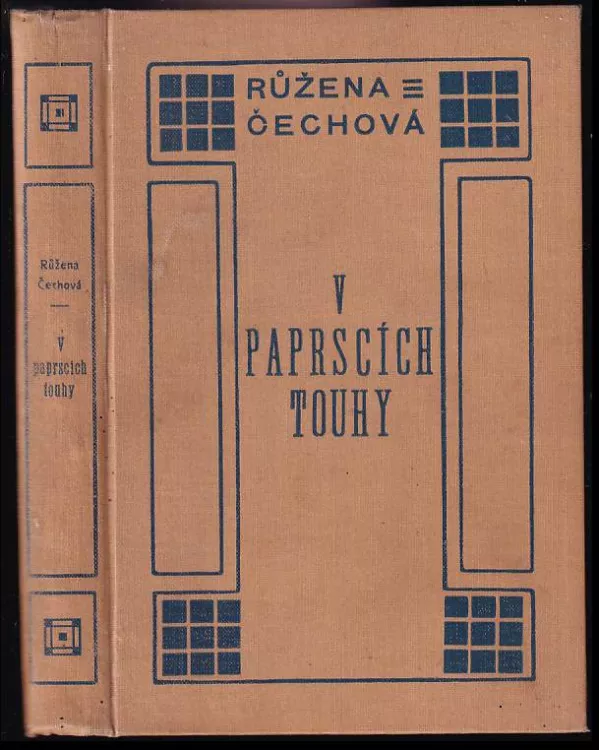 RŮŽENA
ČECHOVÁ
V
PAPRSCÍCH
TOUHY
Růžena
Čechová
V
paprscích
touhy